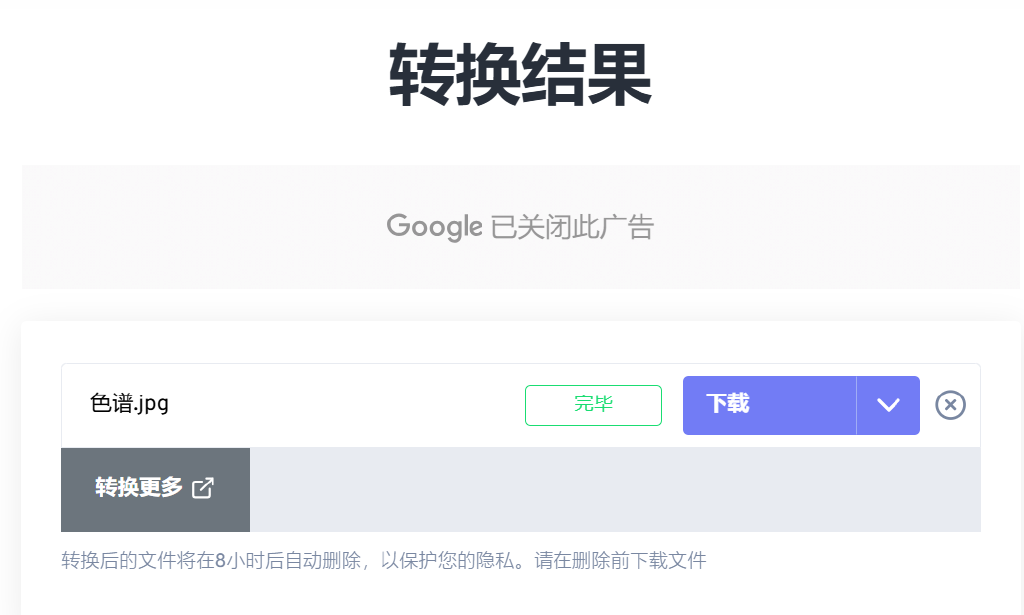 转换结果
Google 已关闭此广告
色谱.jpg
完毕
下载
转换更多
转换后的文件将在8小时后自动删除，以保护您的隐私。请在删除前下载文件